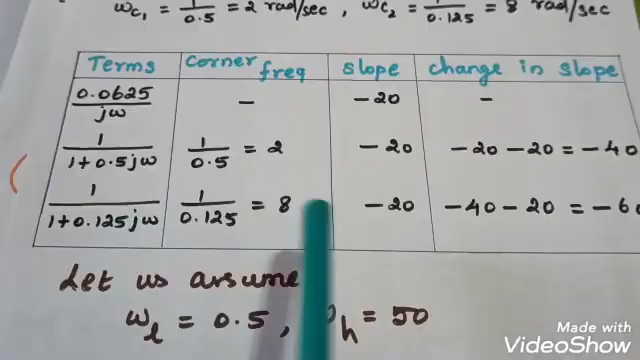 ωc₁ = 1/0.5 = 2 rad/sec , ωc₂ = 1/0.125 = 8 rad/sec
Terms Corner freq slope change in slope
0.0625/jω - -20 -
1/1+0.5jω 1/0.5 = 2 -20 -20-20 = -40
1/1+0.125jω 1/0.125 = 8 -20 -40-20 = -60
Let us assume
ωl = 0.5, h = 50
Made with
VideoShow